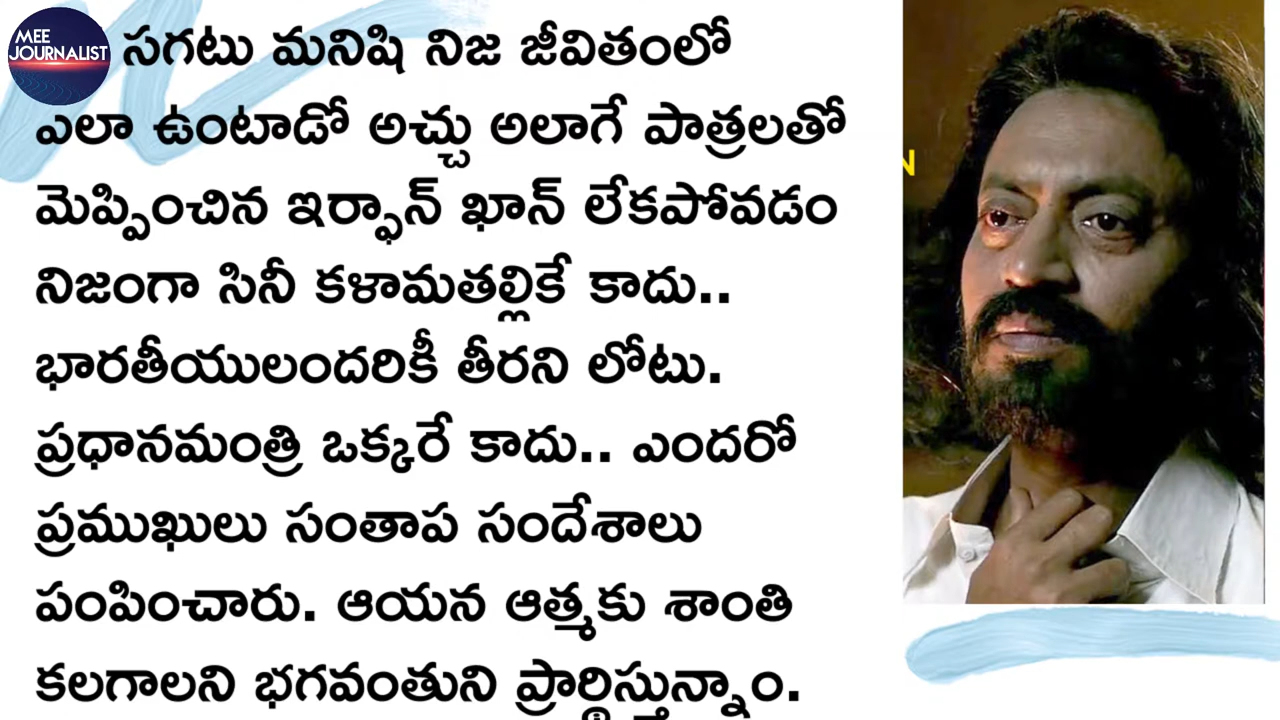 MEE
JOURNALIST
సగటు మనిషి నిజ జీవితంలో
ఎలా ఉంటాడో అచ్చు అలాగే పాత్రలతో
మెప్పించిన ఇర్ఫాన్ ఖాన్ లేకపోవడం
నిజంగా సినీ కళామతల్లికే కాదు..
భారతీయులందరికీ తీరని లోటు.
ప్రధానమంత్రి ఒక్కరే కాదు.. ఎందరో
ప్రముఖులు సంతాప సందేశాలు
పంపించారు. ఆయన ఆత్మకు శాంతి
కలగాలని భగవంతుని ప్రార్థిస్తున్నాం.
N